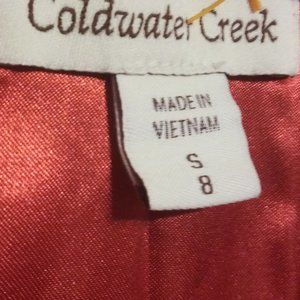 Coldwater Creek
MADE IN
VIETNAM
S
8